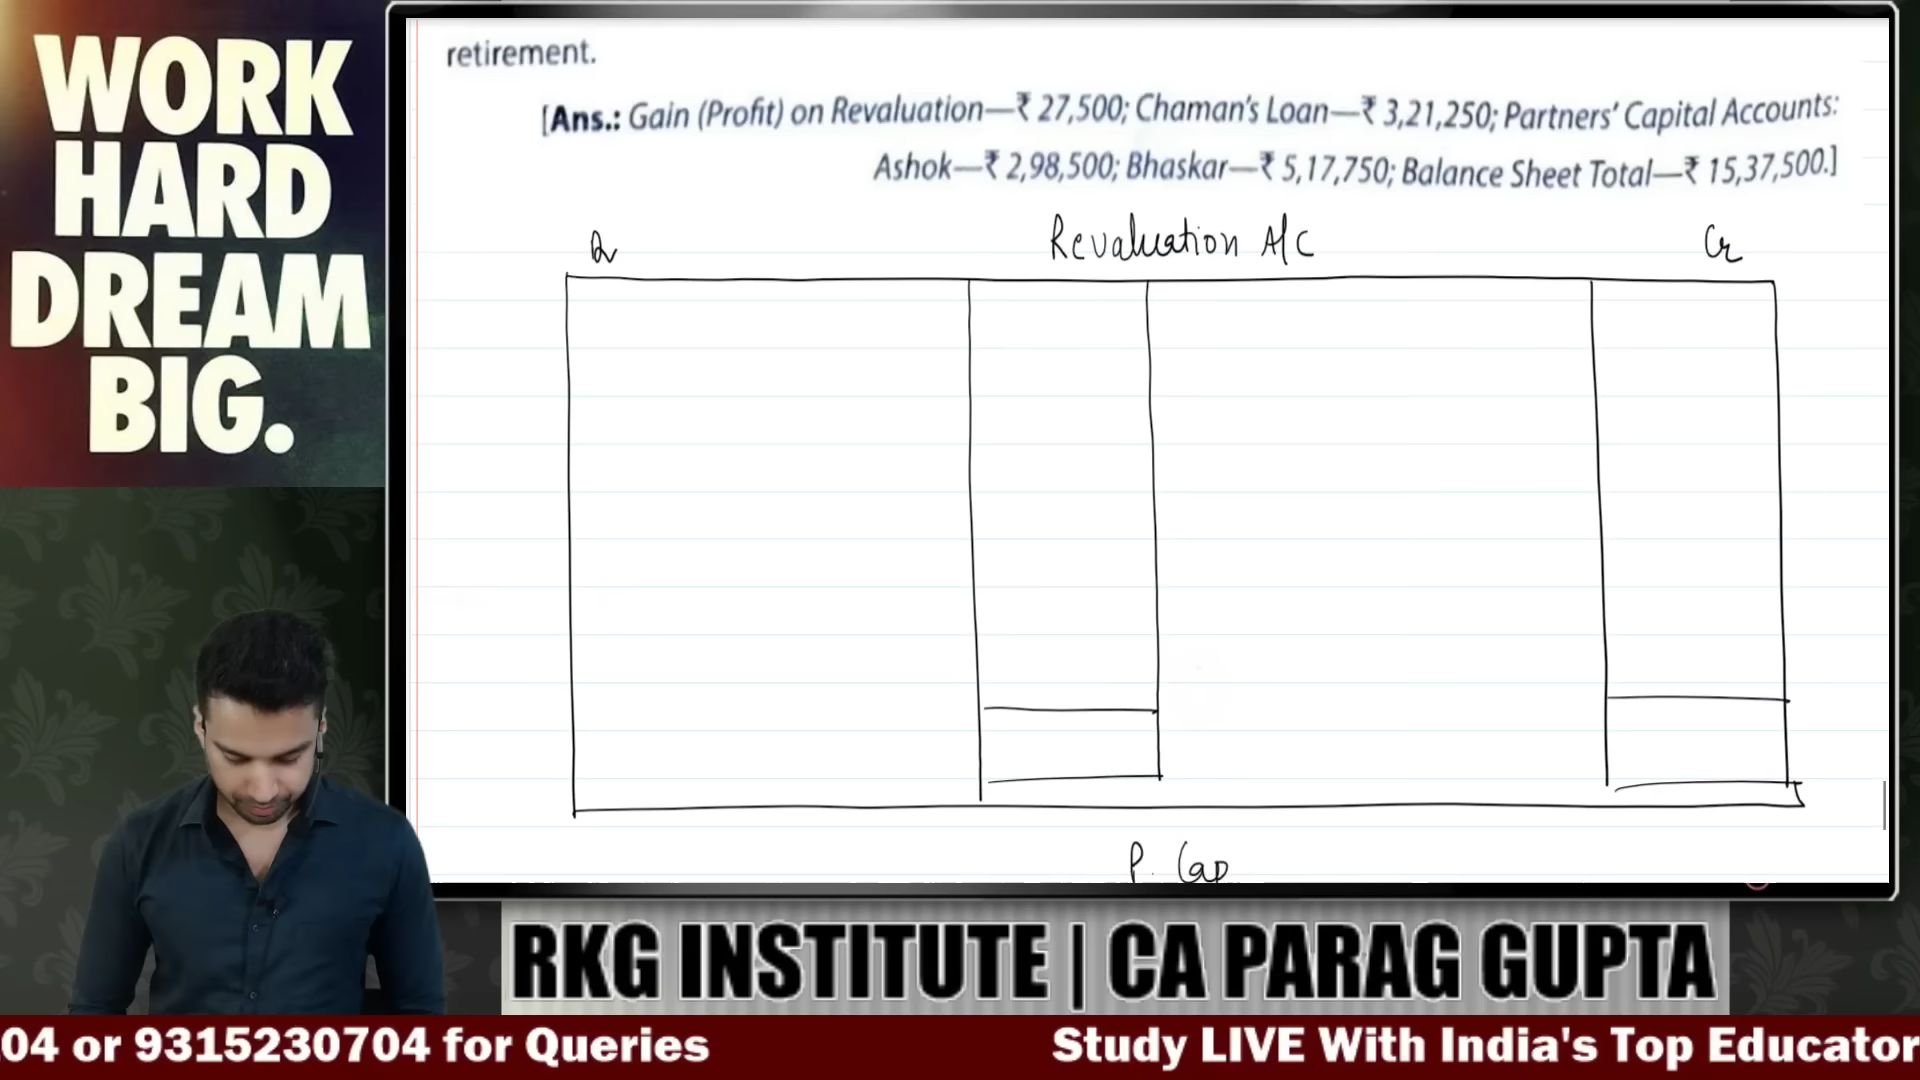 WORK
HARD
DREAM
BIG.
retirement.
[Ans.: Gain (Profit) on Revaluation—₹ 27,500; Chaman's Loan—₹ 3,21,250; Partners' Capital Accounts:
Ashok—₹ 2,98,500; Bhaskar—₹ 5,17,750; Balance Sheet Total—₹ 15,37,500.]
Dr Revaluation A/C Cr
P. Cap
RKG INSTITUTE | CA PARAG GUPTA
04 or 9315230704 for Queries Study LIVE With India's Top Educator